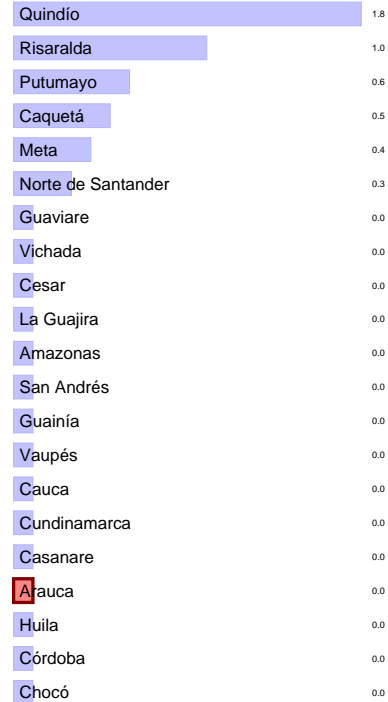 Quindío 1.8
Risaralda 1.0
Putumayo 0.6
Caquetá 0.5
Meta 0.4
Norte de Santander 0.3
Guaviare 0.0
Vichada 0.0
Cesar 0.0
La Guajira 0.0
Amazonas 0.0
San Andrés 0.0
Guainía 0.0
Vaupés 0.0
Cauca 0.0
Cundinamarca 0.0
Casanare 0.0
Arauca 0.0
Huila 0.0
Córdoba 0.0
Chocó 0.0